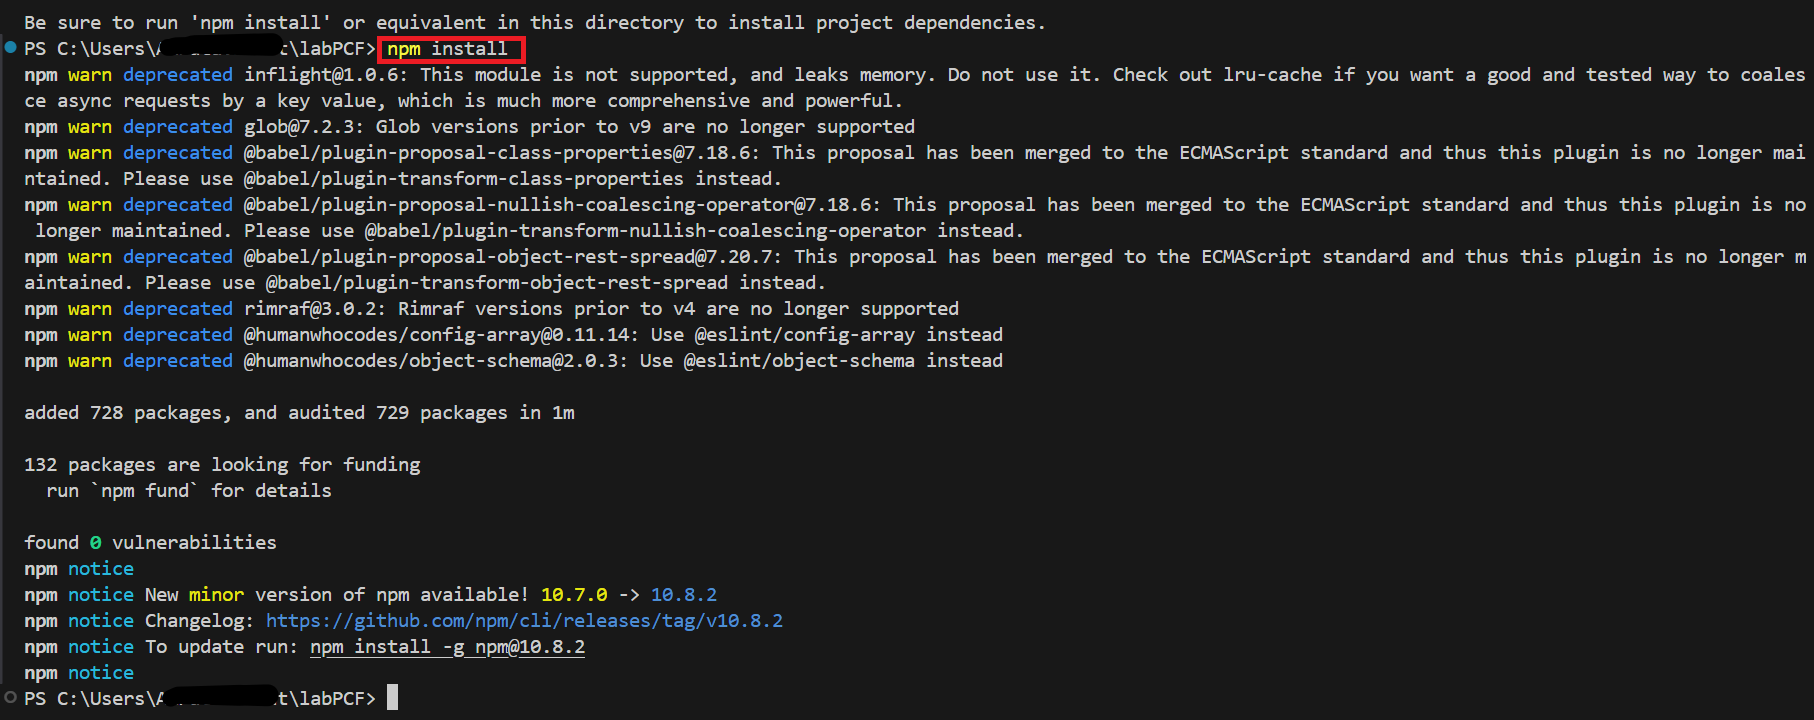 Be sure to run 'npm install' or equivalent in this directory to install project dependencies.
PS C:\Users\ t\labPCF> npm install
npm warn deprecated inflight@1.0.6: This module is not supported, and leaks memory. Do not use it. Check out lru-cache if you want a good and tested way to coales
ce async requests by a key value, which is much more comprehensive and powerful.
npm warn deprecated glob@7.2.3: Glob versions prior to v9 are no longer supported
npm warn deprecated @babel/plugin-proposal-class-properties@7.18.6: This proposal has been merged to the ECMAScript standard and thus this plugin is no longer mai
ntained. Please use @babel/plugin-transform-class-properties instead.
npm warn deprecated @babel/plugin-proposal-nullish-coalescing-operator@7.18.6: This proposal has been merged to the ECMAScript standard and thus this plugin is no
 longer maintained. Please use @babel/plugin-transform-nullish-coalescing-operator instead.
npm warn deprecated @babel/plugin-proposal-object-rest-spread@7.20.7: This proposal has been merged to the ECMAScript standard and thus this plugin is no longer m
aintained. Please use @babel/plugin-transform-object-rest-spread instead.
npm warn deprecated rimraf@3.0.2: Rimraf versions prior to v4 are no longer supported
npm warn deprecated @humanwhocodes/config-array@0.11.14: Use @eslint/config-array instead
npm warn deprecated @humanwhocodes/object-schema@2.0.3: Use @eslint/object-schema instead
added 728 packages, and audited 729 packages in 1m
132 packages are looking for funding
  run `npm fund` for details
found 0 vulnerabilities
npm notice
npm notice New minor version of npm available! 10.7.0 -> 10.8.2
npm notice Changelog: https://github.com/npm/cli/releases/tag/v10.8.2
npm notice To update run: npm install -g npm@10.8.2
npm notice
PS C:\Users\ t\labPCF>